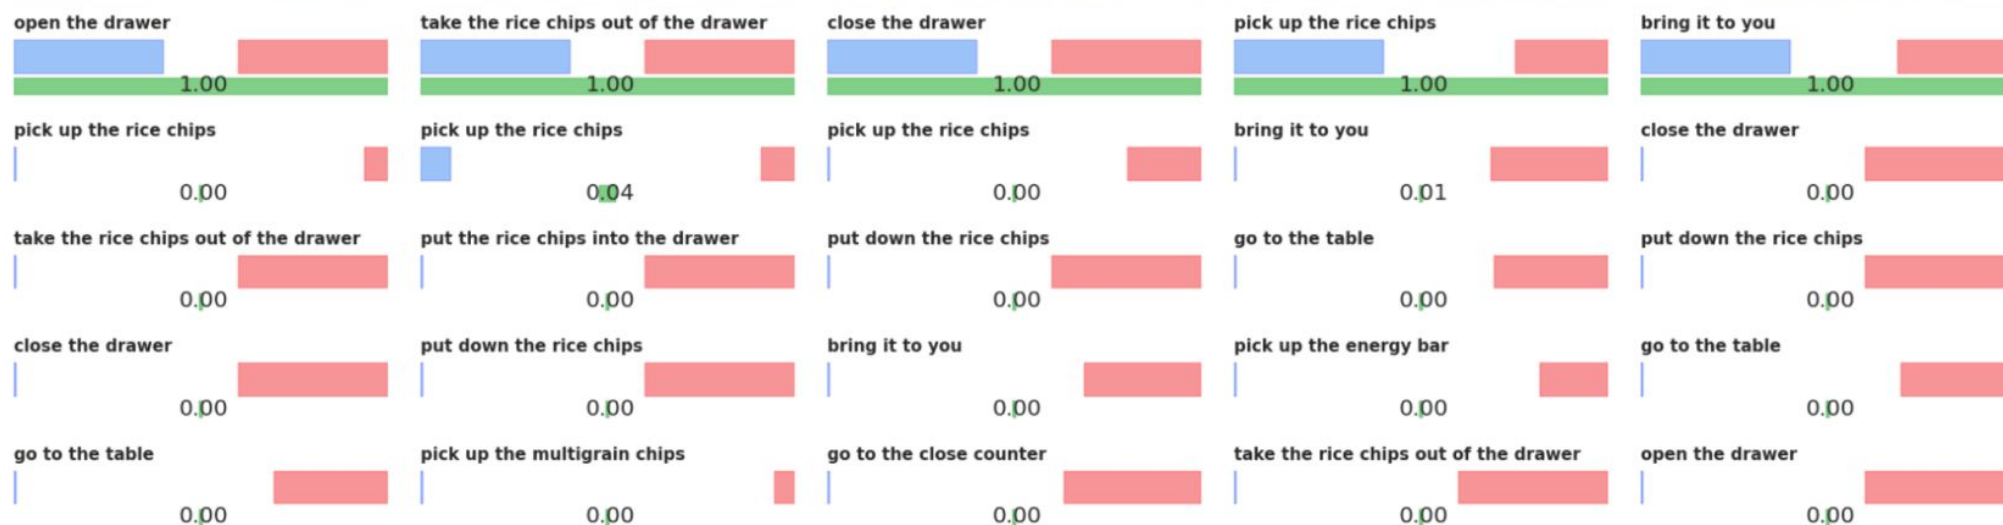 open the drawer take the rice chips out of the drawer close the drawer pick up the rice chips bring it to you
1.00 1.00 1.00 1.00 1.00
pick up the rice chips pick up the rice chips pick up the rice chips bring it to you close the drawer
0.00 0.04 0.00 0.01 0.00
take the rice chips out of the drawer put the rice chips into the drawer put down the rice chips go to the table put down the rice chips
0.00 0.00 0.00 0.00 0.00
close the drawer put down the rice chips bring it to you pick up the energy bar go to the table
0.00 0.00 0.00 0.00 0.00
go to the table pick up the multigrain chips go to the close counter take the rice chips out of the drawer open the drawer
0.00 0.00 0.00 0.00 0.00